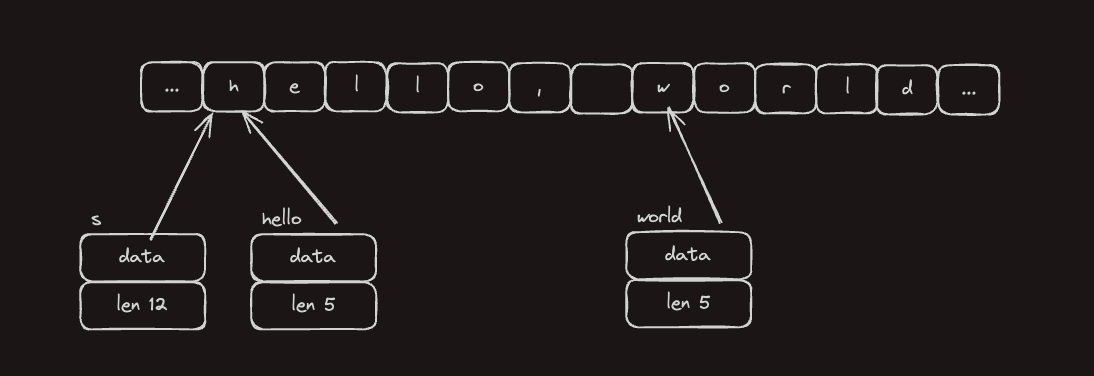 ... h e l l o , w o r l d ...
s hello world
data data data
len 12 len 5 len 5